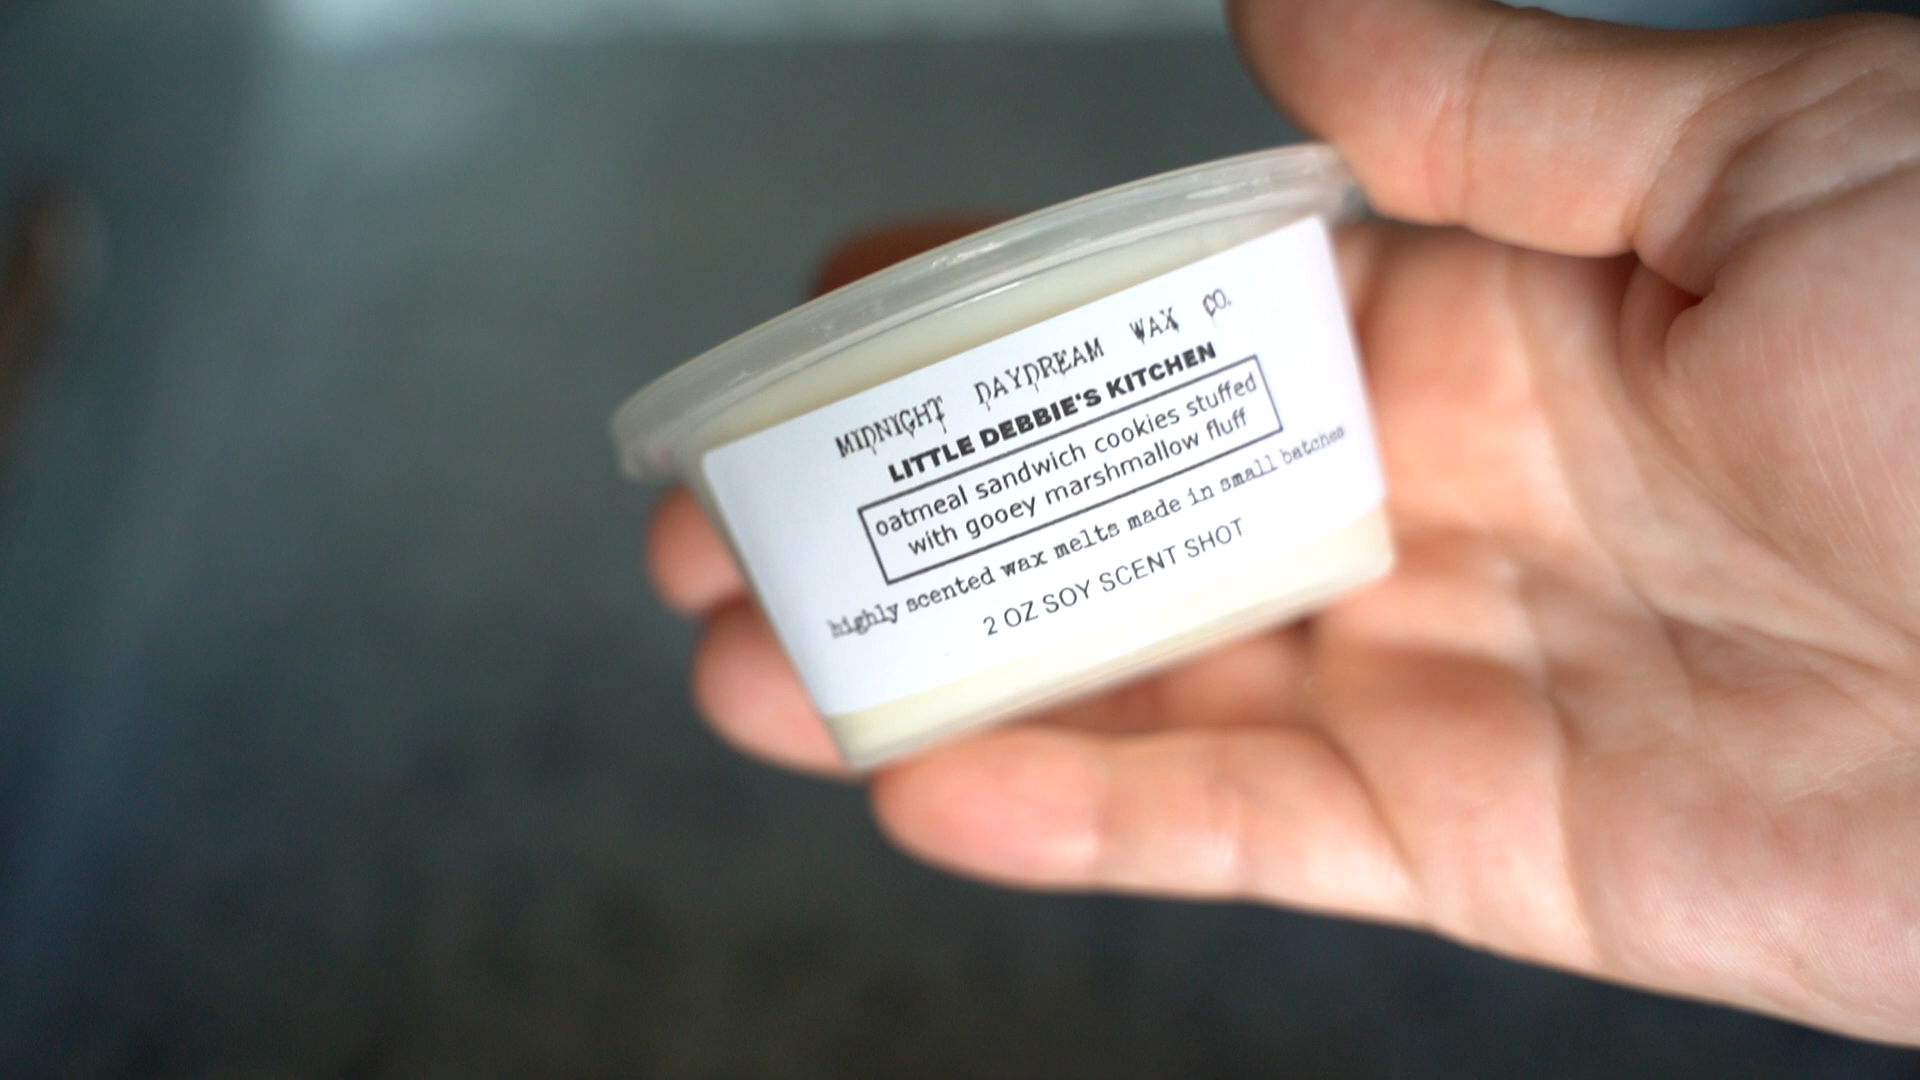 MIDNIGHT DAYDREAM WAX CO.
LITTLE DEBBIE'S KITCHEN
oatmeal sandwich cookies stuffed
with gooey marshmallow fluff
highly scented wax melts made in small batches
2 OZ SOY SCENT SHOT